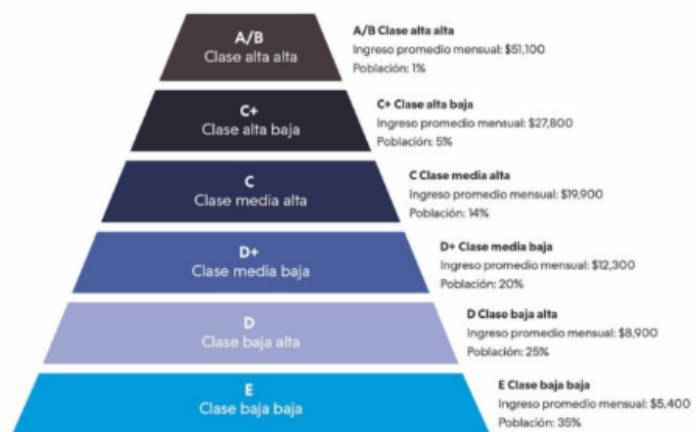 A/B
Clase alta alta
A/B Clase alta alta
Ingreso promedio mensual: $51,100
Población: 1%
C+
Clase alta baja
C+ Clase alta baja
Ingreso promedio mensual: $27,800
Población: 5%
C
Clase media alta
C Clase media alta
Ingreso promedio mensual: $19,900
Población: 14%
D+
Clase media baja
D+ Clase media baja
Ingreso promedio mensual: $12,300
Población: 20%
D
Clase baja alta
D Clase baja alta
Ingreso promedio mensual: $8,900
Población: 25%
E
Clase baja baja
E Clase baja baja
Ingreso promedio mensual: $5,400
Población: 35%